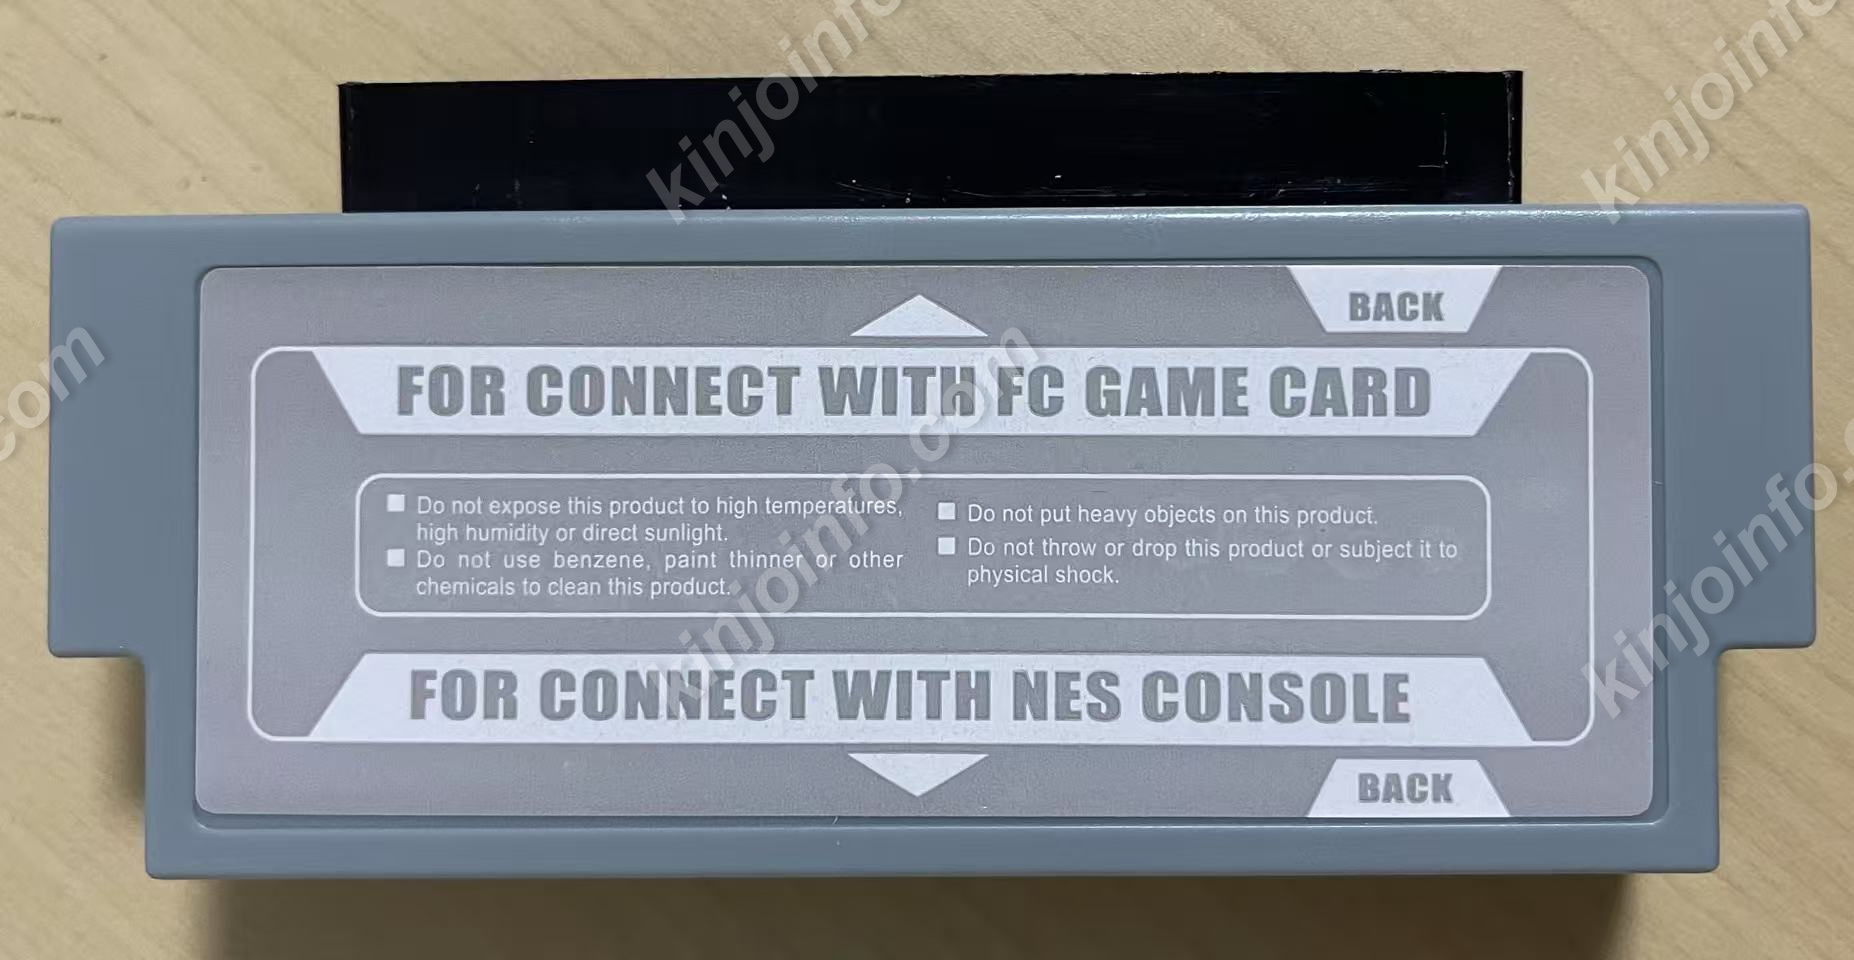 BACK
FOR CONNECT WITH FC GAME CARD
■ Do not expose this product to high temperatures,
high humidity or direct sunlight.
■ Do not use benzene, paint thinner or other
chemicals to clean this product.
■ Do not put heavy objects on this product.
■ Do not throw or drop this product or subject it to
physical shock.
FOR CONNECT WITH NES CONSOLE
BACK
kinjoinfo.com
kinjoinfo.com
kinjoinfo.com
kinjoinfo.com
.com